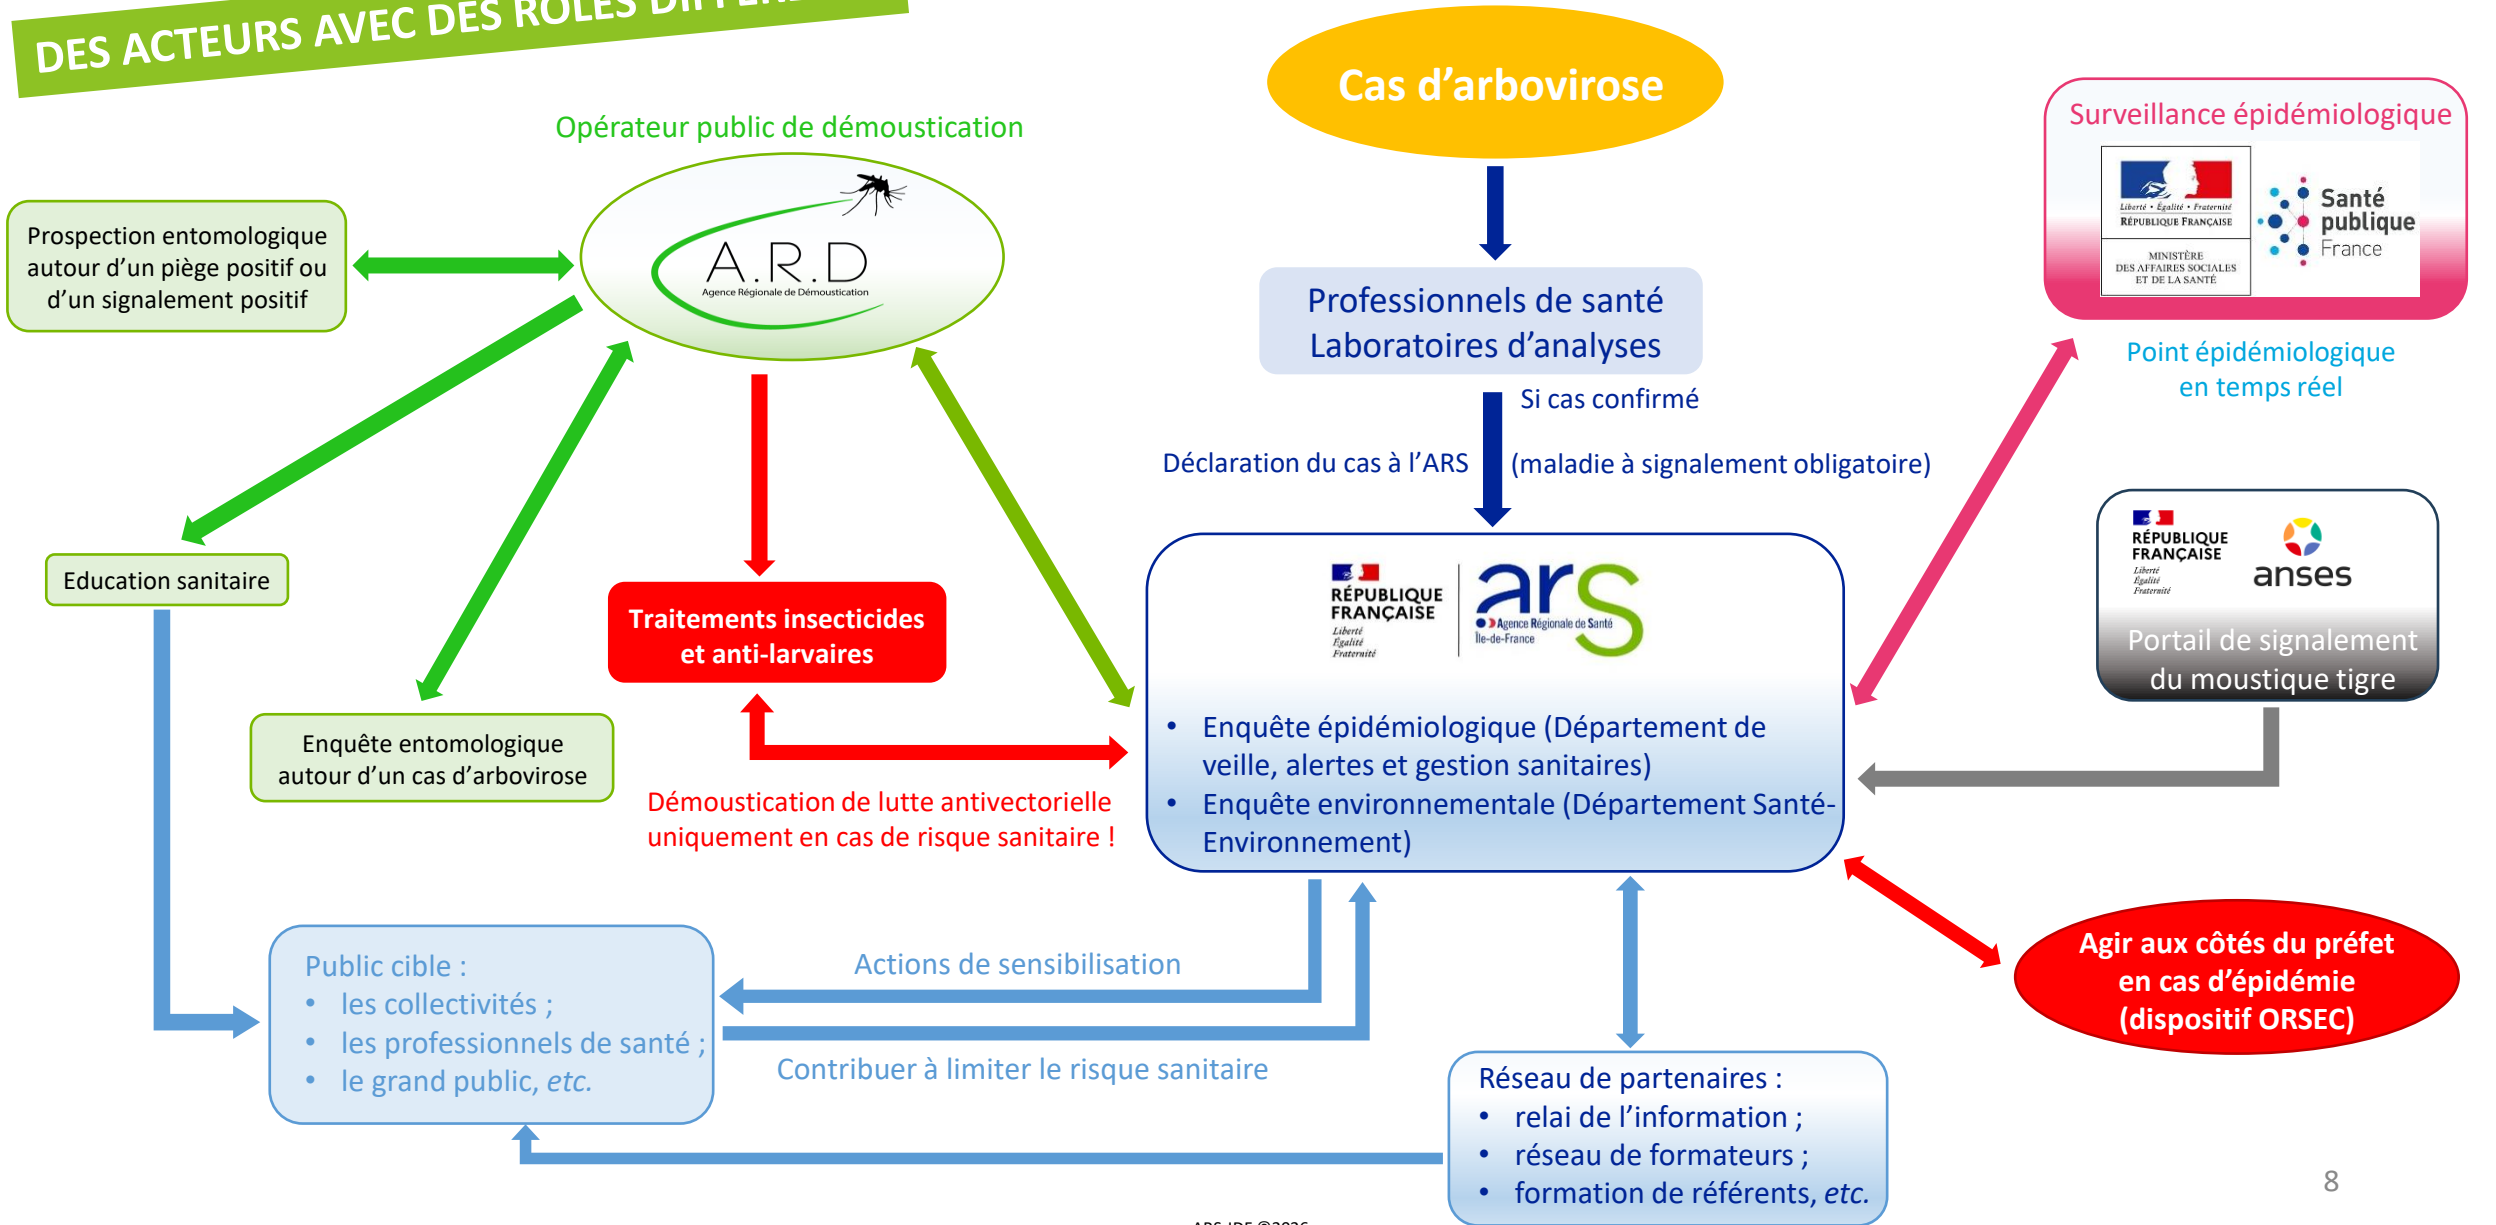 DES ACTEURS AVEC DES RÔLES
Cas d’arbovirose
Opérateur public de démoustication
A.R.D
Agence Régionale de Démoustication
Prospection entomologique
autour d’un piège positif ou
d’un signalement positif
Education sanitaire
Enquête entomologique
autour d’un cas d’arbovirose
Traitements insecticides
et anti-larvaires
Démoustication de lutte antivectorielle
uniquement en cas de risque sanitaire !
Professionnels de santé
Laboratoires d’analyses
Si cas confirmé
Déclaration du cas à l’ARS
(maladie à signalement obligatoire)
RÉPUBLIQUE
FRANÇAISE
Liberté
Égalité
Fraternité
ars
Agence Régionale de Santé
Île-de-France
• Enquête épidémiologique (Département de
veille, alertes et gestion sanitaires)
• Enquête environnementale (Département Santé-
Environnement)
Surveillance épidémiologique
Liberté • Égalité • Fraternité
RÉPUBLIQUE FRANÇAISE
MINISTÈRE
DES AFFAIRES SOCIALES
ET DE LA SANTÉ
Santé
publique
France
Point épidémiologique
en temps réel
RÉPUBLIQUE
FRANÇAISE
Liberté
Égalité
Fraternité
anses
Portail de signalement
du moustique tigre
Agir aux côtés du préfet
en cas d’épidémie
(dispositif ORSEC)
Public cible :
• les collectivités ;
• les professionnels de santé ;
• le grand public, etc.
Actions de sensibilisation
Contribuer à limiter le risque sanitaire
Réseau de partenaires :
• relai de l’information ;
• réseau de formateurs ;
• formation de référents, etc.
8